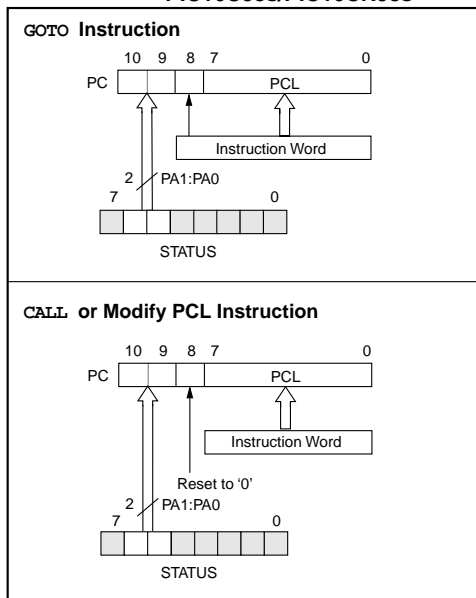 GOTO Instruction
10 9 8 7 0
PC PCL
Instruction Word
2 PA1:PA0
7 0
STATUS
CALL or Modify PCL Instruction
10 9 8 7 0
PC PCL
Instruction Word
Reset to ‘0’
2 PA1:PA0
7 0
STATUS